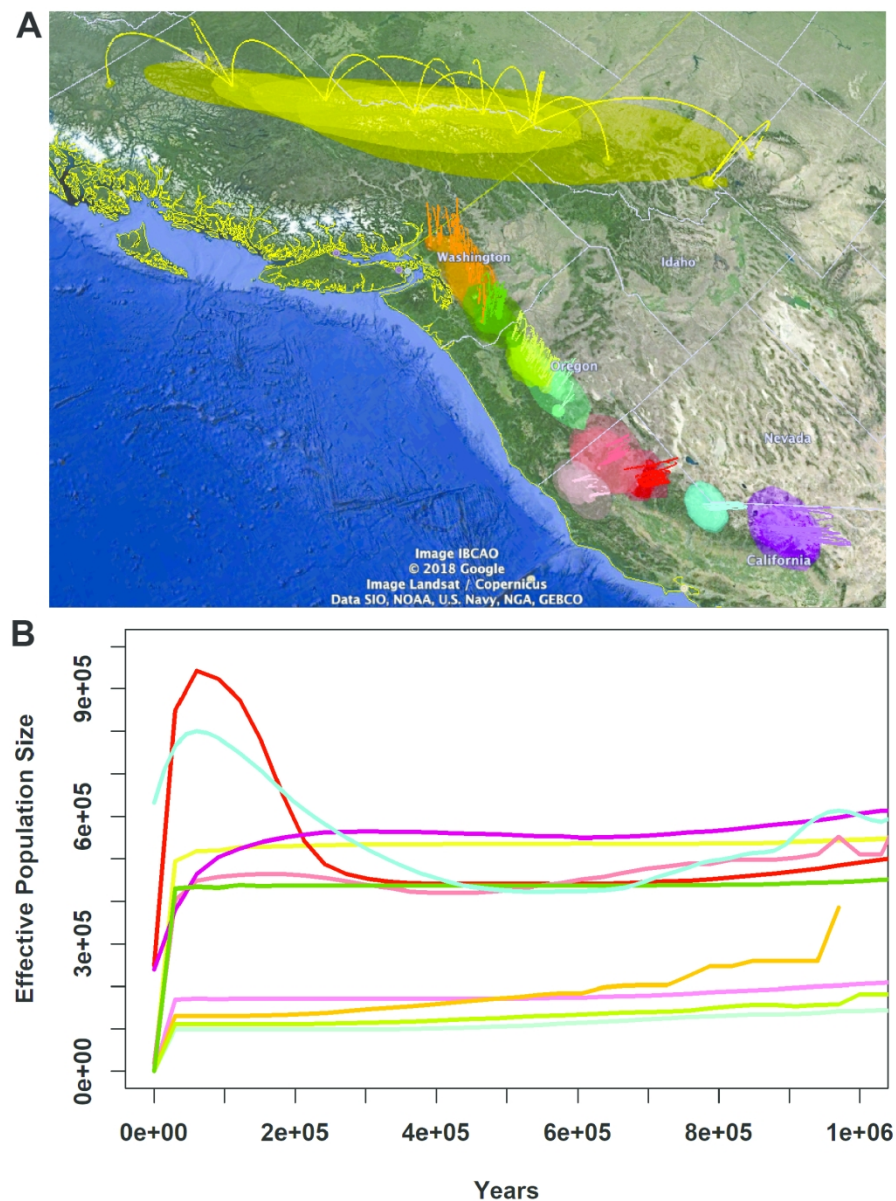 A
Washington
Idaho
Oregon
Nevada
California
Image IBCAO
© 2018 Google
Image Landsat / Copernicus
Data SIO, NOAA, U.S. Navy, NGA, GEBCO
B
Effective Population Size
9e+05
6e+05
3e+05
0e+00
0e+00 2e+05 4e+05 6e+05 8e+05 1e+06
Years